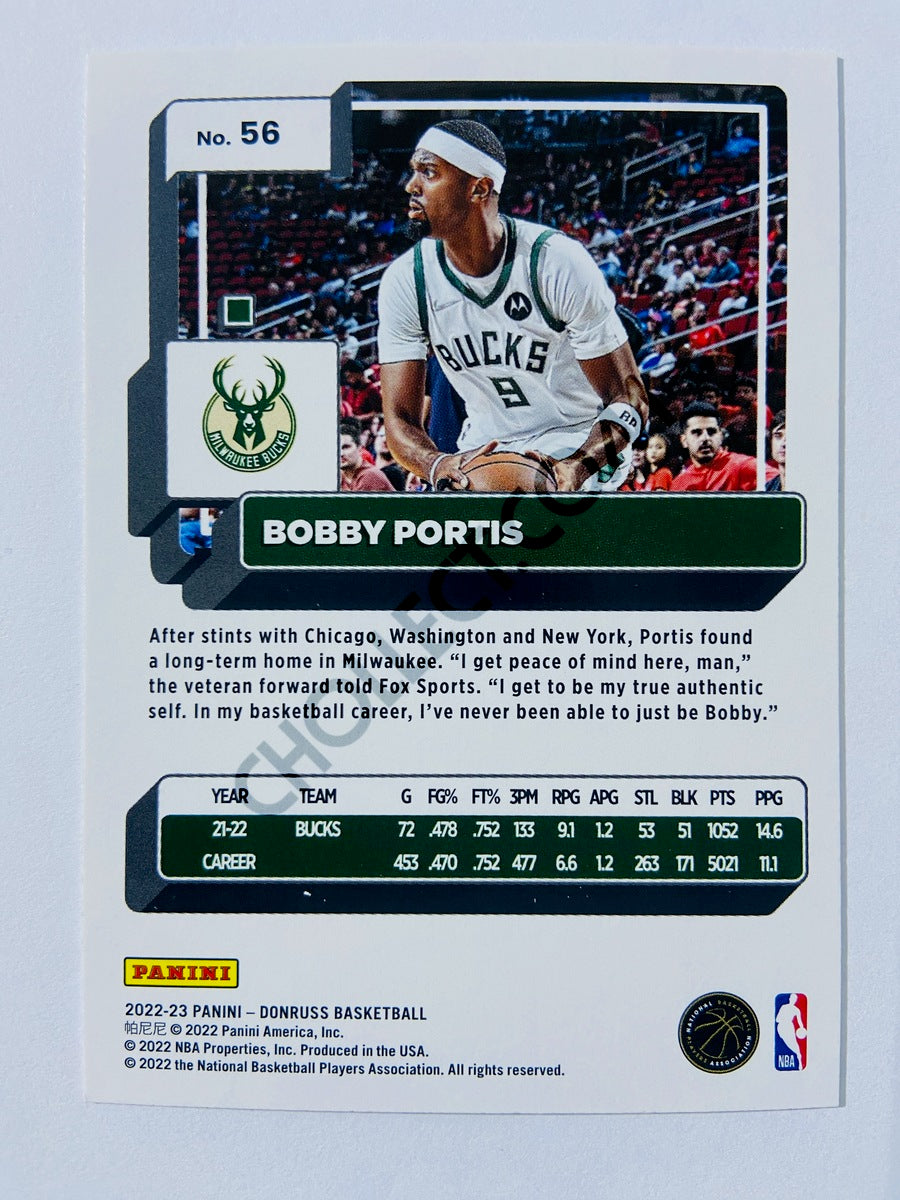 No. 56
BUCKS
9
MILWAUKEE BUCKS
BOBBY PORTIS
After stints with Chicago, Washington and New York, Portis found
a long-term home in Milwaukee. “I get peace of mind here, man,”
the veteran forward told Fox Sports. “I get to be my true authentic
self. In my basketball career, I’ve never been able to just be Bobby.”
CHOLLECT.COM
YEAR TEAM G FG% FT% 3PM RPG APG STL BLK PTS PPG
21-22 BUCKS 72 .478 .752 133 9.1 1.2 53 51 1052 14.6
CAREER 453 .470 .752 477 6.6 1.2 263 171 5021 11.1
PANINI
2022-23 PANINI – DONRUSS BASKETBALL
帕尼尼 © 2022 Panini America, Inc.
© 2022 NBA Properties, Inc. Produced in the USA.
© 2022 the National Basketball Players Association. All rights reserved.
NATIONAL BASKETBALL
PLAYERS ASSOCIATION
NBA